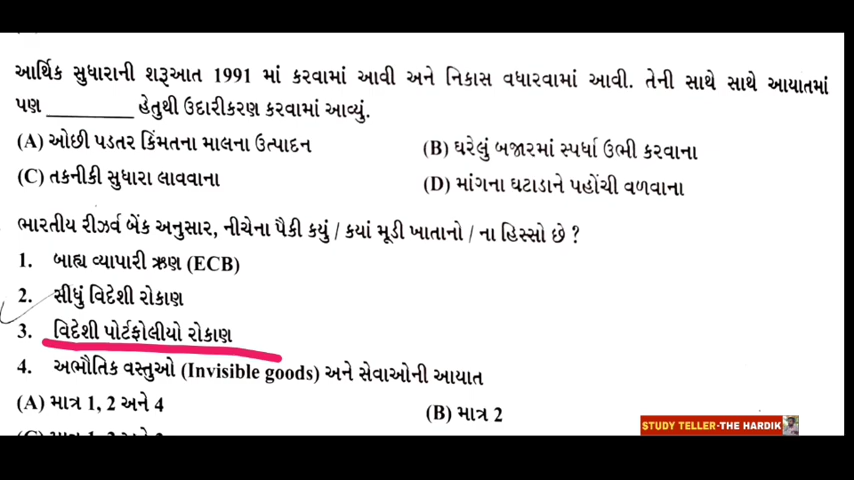 આર્થિક સુધારાની શરૂઆત 1991 માં કરવામાં આવી અને નિકાસ વધારવામાં આવી. તેની સાથે સાથે આયાતમાં
પણ _________ હેતુથી ઉદારીકરણ કરવામાં આવ્યું.
(A) ઓછી પડતર કિંમતના માલના ઉત્પાદન (B) ઘરેલું બજારમાં સ્પર્ધા ઉભી કરવાના
(C) તકનીકી સુધારા લાવવાના (D) માંગના ઘટાડાને પહોંચી વળવાના
ભારતીય રીઝર્વ બેંક અનુસાર, નીચેના પૈકી કયું / કયાં મૂડી ખાતાનો / ના હિસ્સો છે ?
1. બાહ્ય વ્યાપારી ઋણ (ECB)
2. સીધું વિદેશી રોકાણ
3. વિદેશી પોર્ટફોલીયો રોકાણ
4. અભૌતિક વસ્તુઓ (Invisible goods) અને સેવાઓની આયાત
(A) માત્ર 1, 2 અને 4 (B) માત્ર 2
STUDY TELLER-THE HARDIK